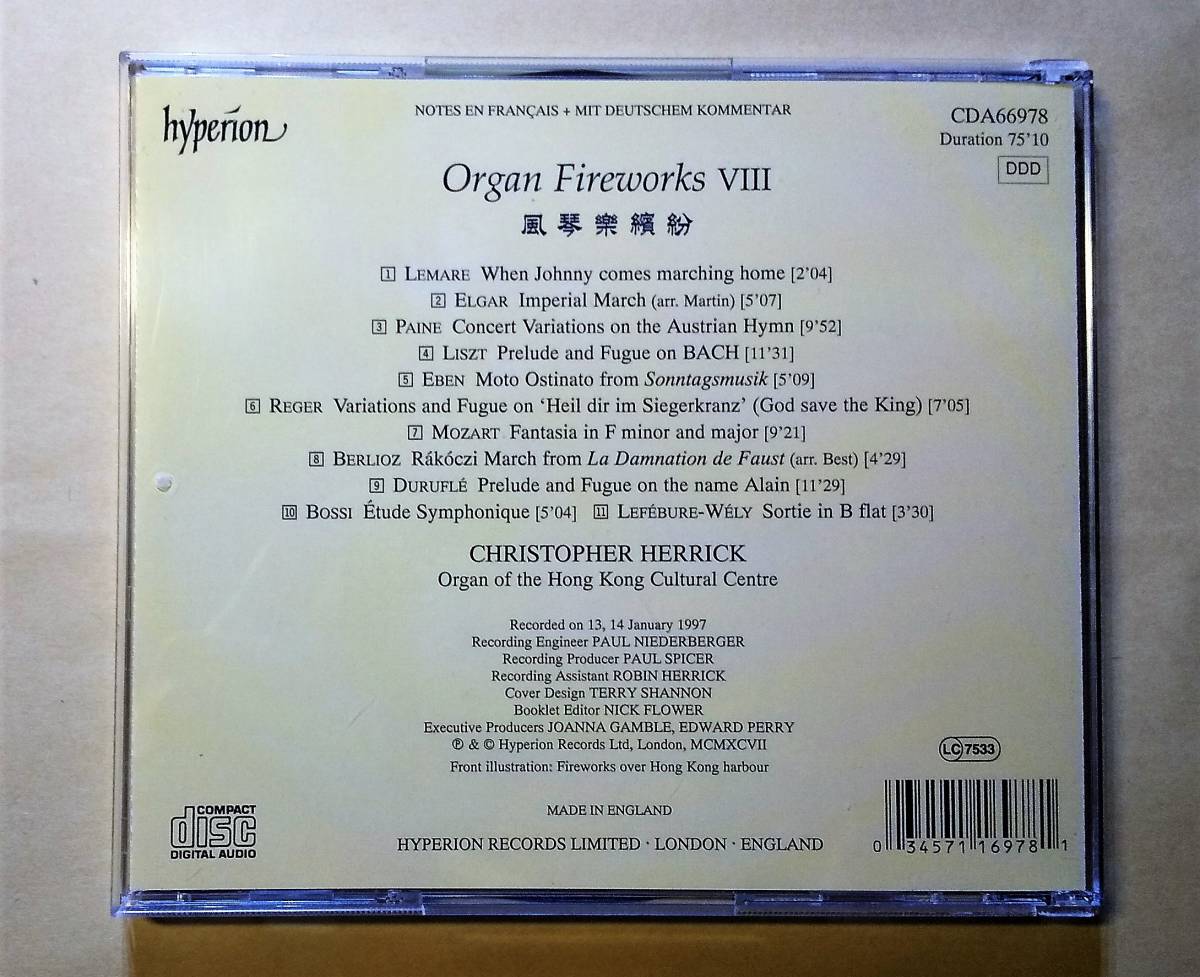 hyperion
NOTES EN FRANÇAIS + MIT DEUTSCHEM KOMMENTAR
CDA66978
Duration 75'10
DDD
Organ Fireworks VIII
風琴樂繽紛
1 LEMARE When Johnny comes marching home [2'04]
2 ELGAR Imperial March (arr. Martin) [5'07]
3 PAINE Concert Variations on the Austrian Hymn [9'52]
4 LISZT Prelude and Fugue on BACH [11'31]
5 EBEN Moto Ostinato from Sonntagsmusik [5'09]
6 REGER Variations and Fugue on ‘Heil dir im Siegerkranz’ (God save the King) [7'05]
7 MOZART Fantasia in F minor and major [9'21]
8 BERLIOZ Rákóczi March from La Damnation de Faust (arr. Best) [4'29]
9 DURUFLÉ Prelude and Fugue on the name Alain [11'29]
10 BOSSI Étude Symphonique [5'04] 11 LEFÉBURE-WÉLY Sortie in B flat [3'30]
CHRISTOPHER HERRICK
Organ of the Hong Kong Cultural Centre
Recorded on 13, 14 January 1997
Recording Engineer PAUL NIEDERBERGER
Recording Producer PAUL SPICER
Recording Assistant ROBIN HERRICK
Cover Design TERRY SHANNON
Booklet Editor NICK FLOWER
Executive Producers JOANNA GAMBLE, EDWARD PERRY
℗ & © Hyperion Records Ltd, London, MCMXCVII
Front illustration: Fireworks over Hong Kong harbour
LC 7533
MADE IN ENGLAND
HYPERION RECORDS LIMITED · LONDON · ENGLAND
COMPACT
disc
DIGITAL AUDIO
0 34571 16978 1